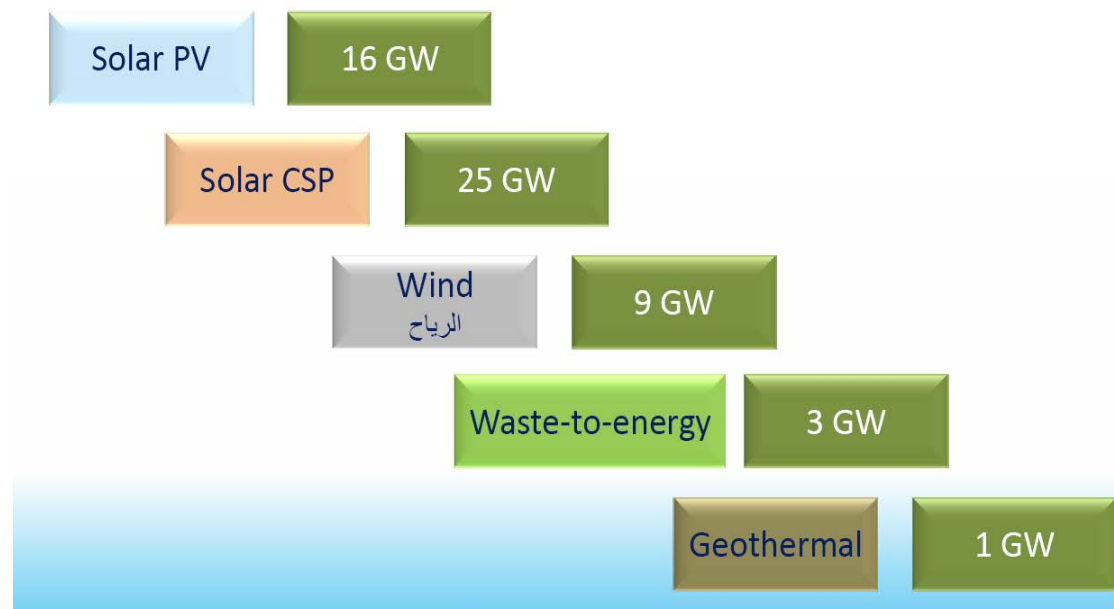 Solar PV
16 GW
Solar CSP
25 GW
Wind
الرياح
9 GW
Waste-to-energy
3 GW
Geothermal
1 GW